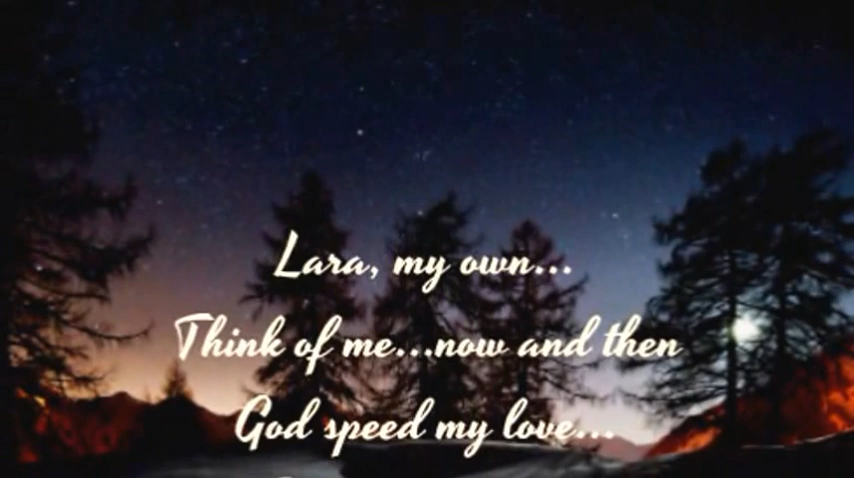 Lara, my own...
Think of me...now and then
God speed my love...